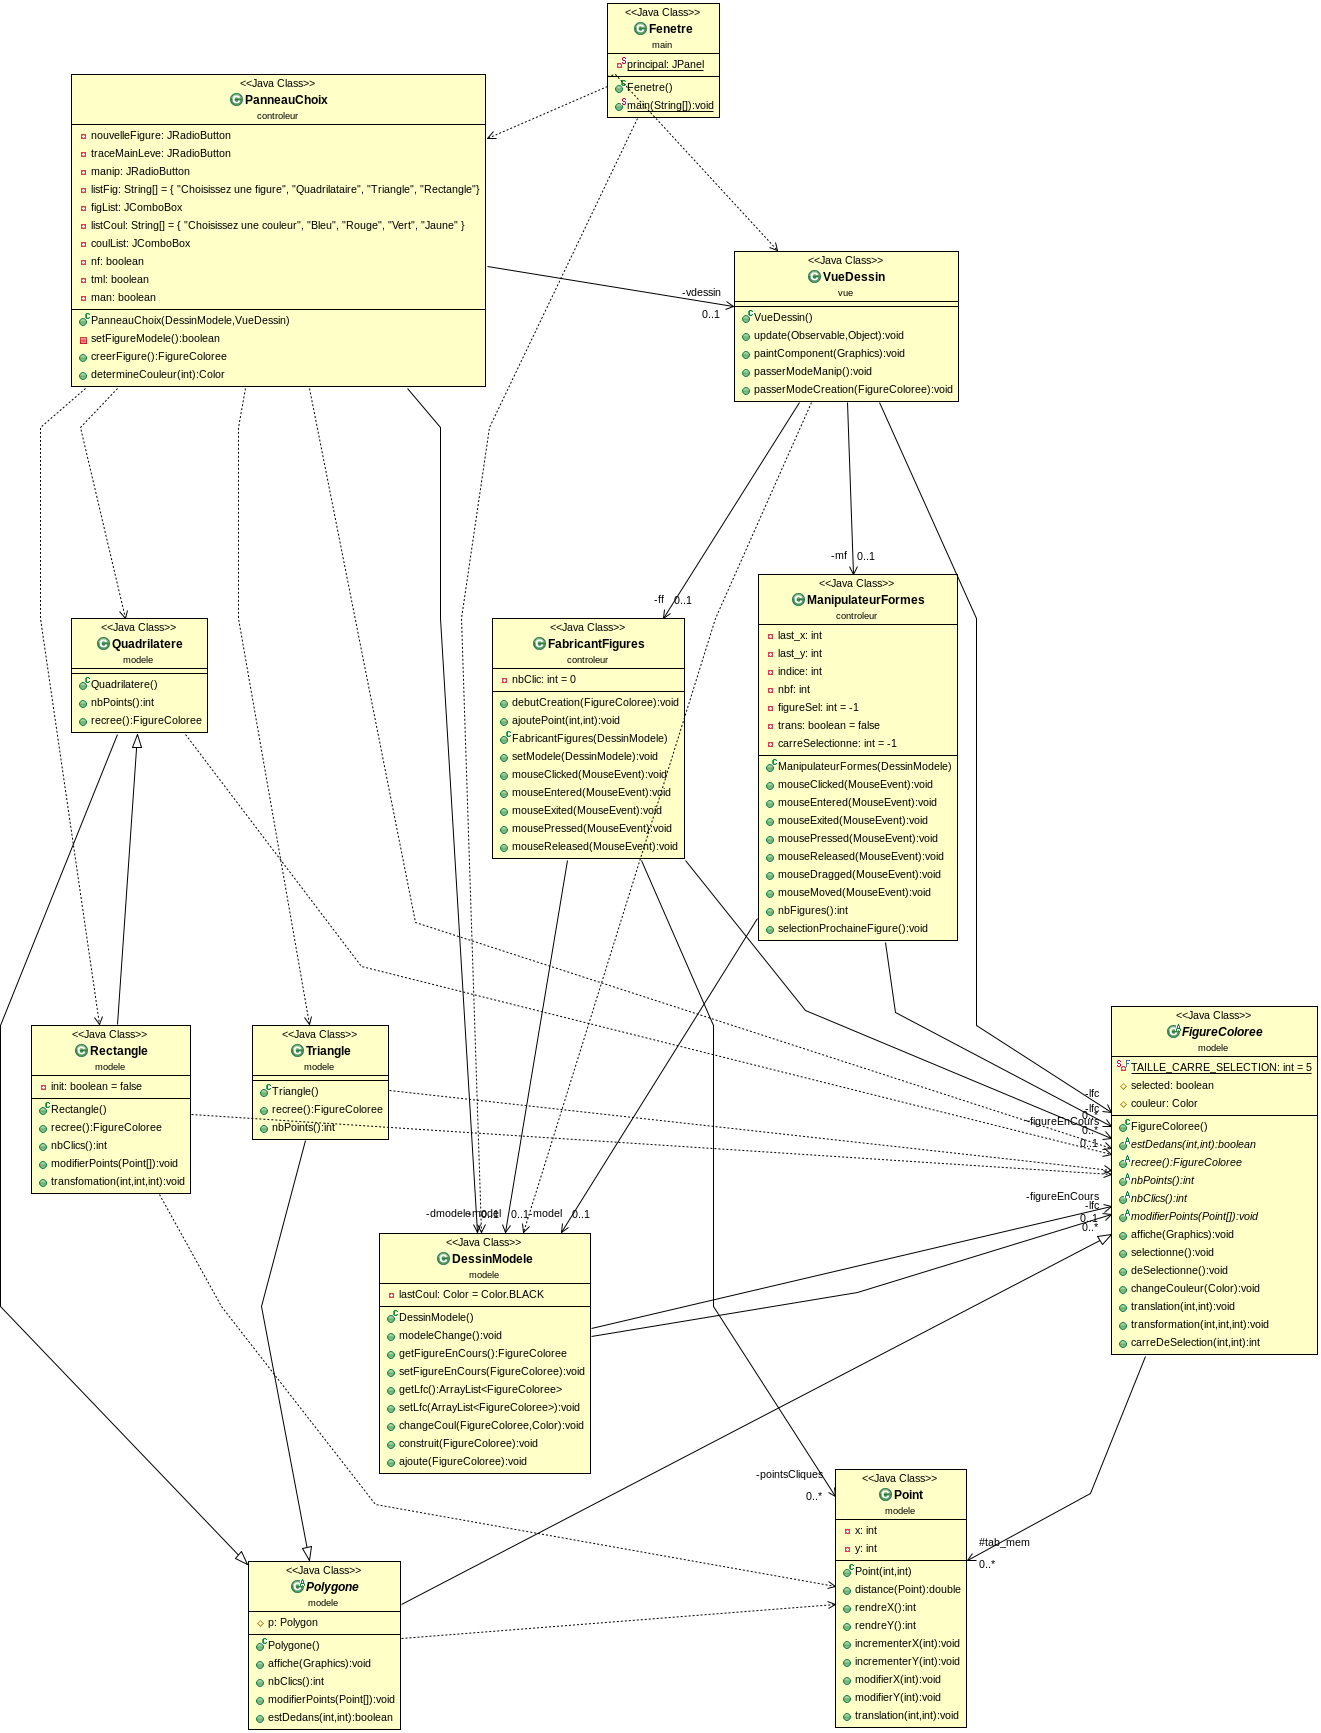 <<Java Class>>
Fenetre
main
principal: JPanel
Fenetre()
main(String[]):void
<<Java Class>>
PanneauChoix
controleur
nouvelleFigure: JRadioButton
traceMainLeve: JRadioButton
manip: JRadioButton
listFig: String[] = { "Choisissez une figure", "Quadrilataire", "Triangle", "Rectangle"}
figList: JComboBox
listCoul: String[] = { "Choisissez une couleur", "Bleu", "Rouge", "Vert", "Jaune" }
coulList: JComboBox
nf: boolean
tml: boolean
man: boolean
PanneauChoix(DessinModele,VueDessin)
setFigureModele():boolean
creerFigure():FigureColoree
determineCouleur(int):Color
-vdessin
0..1
<<Java Class>>
VueDessin
vue
VueDessin()
update(Observable,Object):void
paintComponent(Graphics):void
passerModeManip():void
passerModeCreation(FigureColoree):void
-mf
0..1
-ff
0..1
<<Java Class>>
Quadrilatere
modele
Quadrilatere()
nbPoints():int
recree():FigureColoree
<<Java Class>>
FabricantFigures
controleur
nbClic: int = 0
debutCreation(FigureColoree):void
ajoutePoint(int,int):void
FabricantFigures(DessinModele)
setModele(DessinModele):void
mouseClicked(MouseEvent):void
mouseEntered(MouseEvent):void
mouseExited(MouseEvent):void
mousePressed(MouseEvent):void
mouseReleased(MouseEvent):void
<<Java Class>>
ManipulateurFormes
controleur
last_x: int
last_y: int
indice: int
nbf: int
figureSel: int = -1
trans: boolean = false
carreSelectionne: int = -1
ManipulateurFormes(DessinModele)
mouseClicked(MouseEvent):void
mouseEntered(MouseEvent):void
mouseExited(MouseEvent):void
mousePressed(MouseEvent):void
mouseReleased(MouseEvent):void
mouseDragged(MouseEvent):void
mouseMoved(MouseEvent):void
nbFigures():int
selectionProchaineFigure():void
<<Java Class>>
Rectangle
modele
init: boolean = false
Rectangle()
recree():FigureColoree
nbClics():int
modifierPoints(Point[]):void
transfomation(int,int,int):void
<<Java Class>>
Triangle
modele
Triangle()
recree():FigureColoree
nbPoints():int
-lfc
-lfc
0..*
-figureEnCours
0..*
0..1
-figureEnCours
-lfc
0..1
0..*
<<Java Class>>
FigureColoree
modele
TAILLE_CARRE_SELECTION: int = 5
selected: boolean
couleur: Color
FigureColoree()
estDedans(int,int):boolean
recree():FigureColoree
nbPoints():int
nbClics():int
modifierPoints(Point[]):void
affiche(Graphics):void
selectionne():void
deSelectionne():void
changeCouleur(Color):void
translation(int,int):void
transformation(int,int,int):void
carreDeSelection(int,int):int
-dmodele
-model
0..1
0..1
-model
0..1
<<Java Class>>
DessinModele
modele
lastCoul: Color = Color.BLACK
DessinModele()
modeleChange():void
getFigureEnCours():FigureColoree
setFigureEnCours(FigureColoree):void
getLfc():ArrayList<FigureColoree>
setLfc(ArrayList<FigureColoree>):void
changeCoul(FigureColoree,Color):void
construit(FigureColoree):void
ajoute(FigureColoree):void
-pointsCliques
0..*
#tab_mem
0..*
<<Java Class>>
Point
modele
x: int
y: int
Point(int,int)
distance(Point):double
rendreX():int
rendreY():int
incrementerX(int):void
incrementerY(int):void
modifierX(int):void
modifierY(int):void
translation(int,int):void
<<Java Class>>
Polygone
modele
p: Polygon
Polygone()
affiche(Graphics):void
nbClics():int
modifierPoints(Point[]):void
estDedans(int,int):boolean